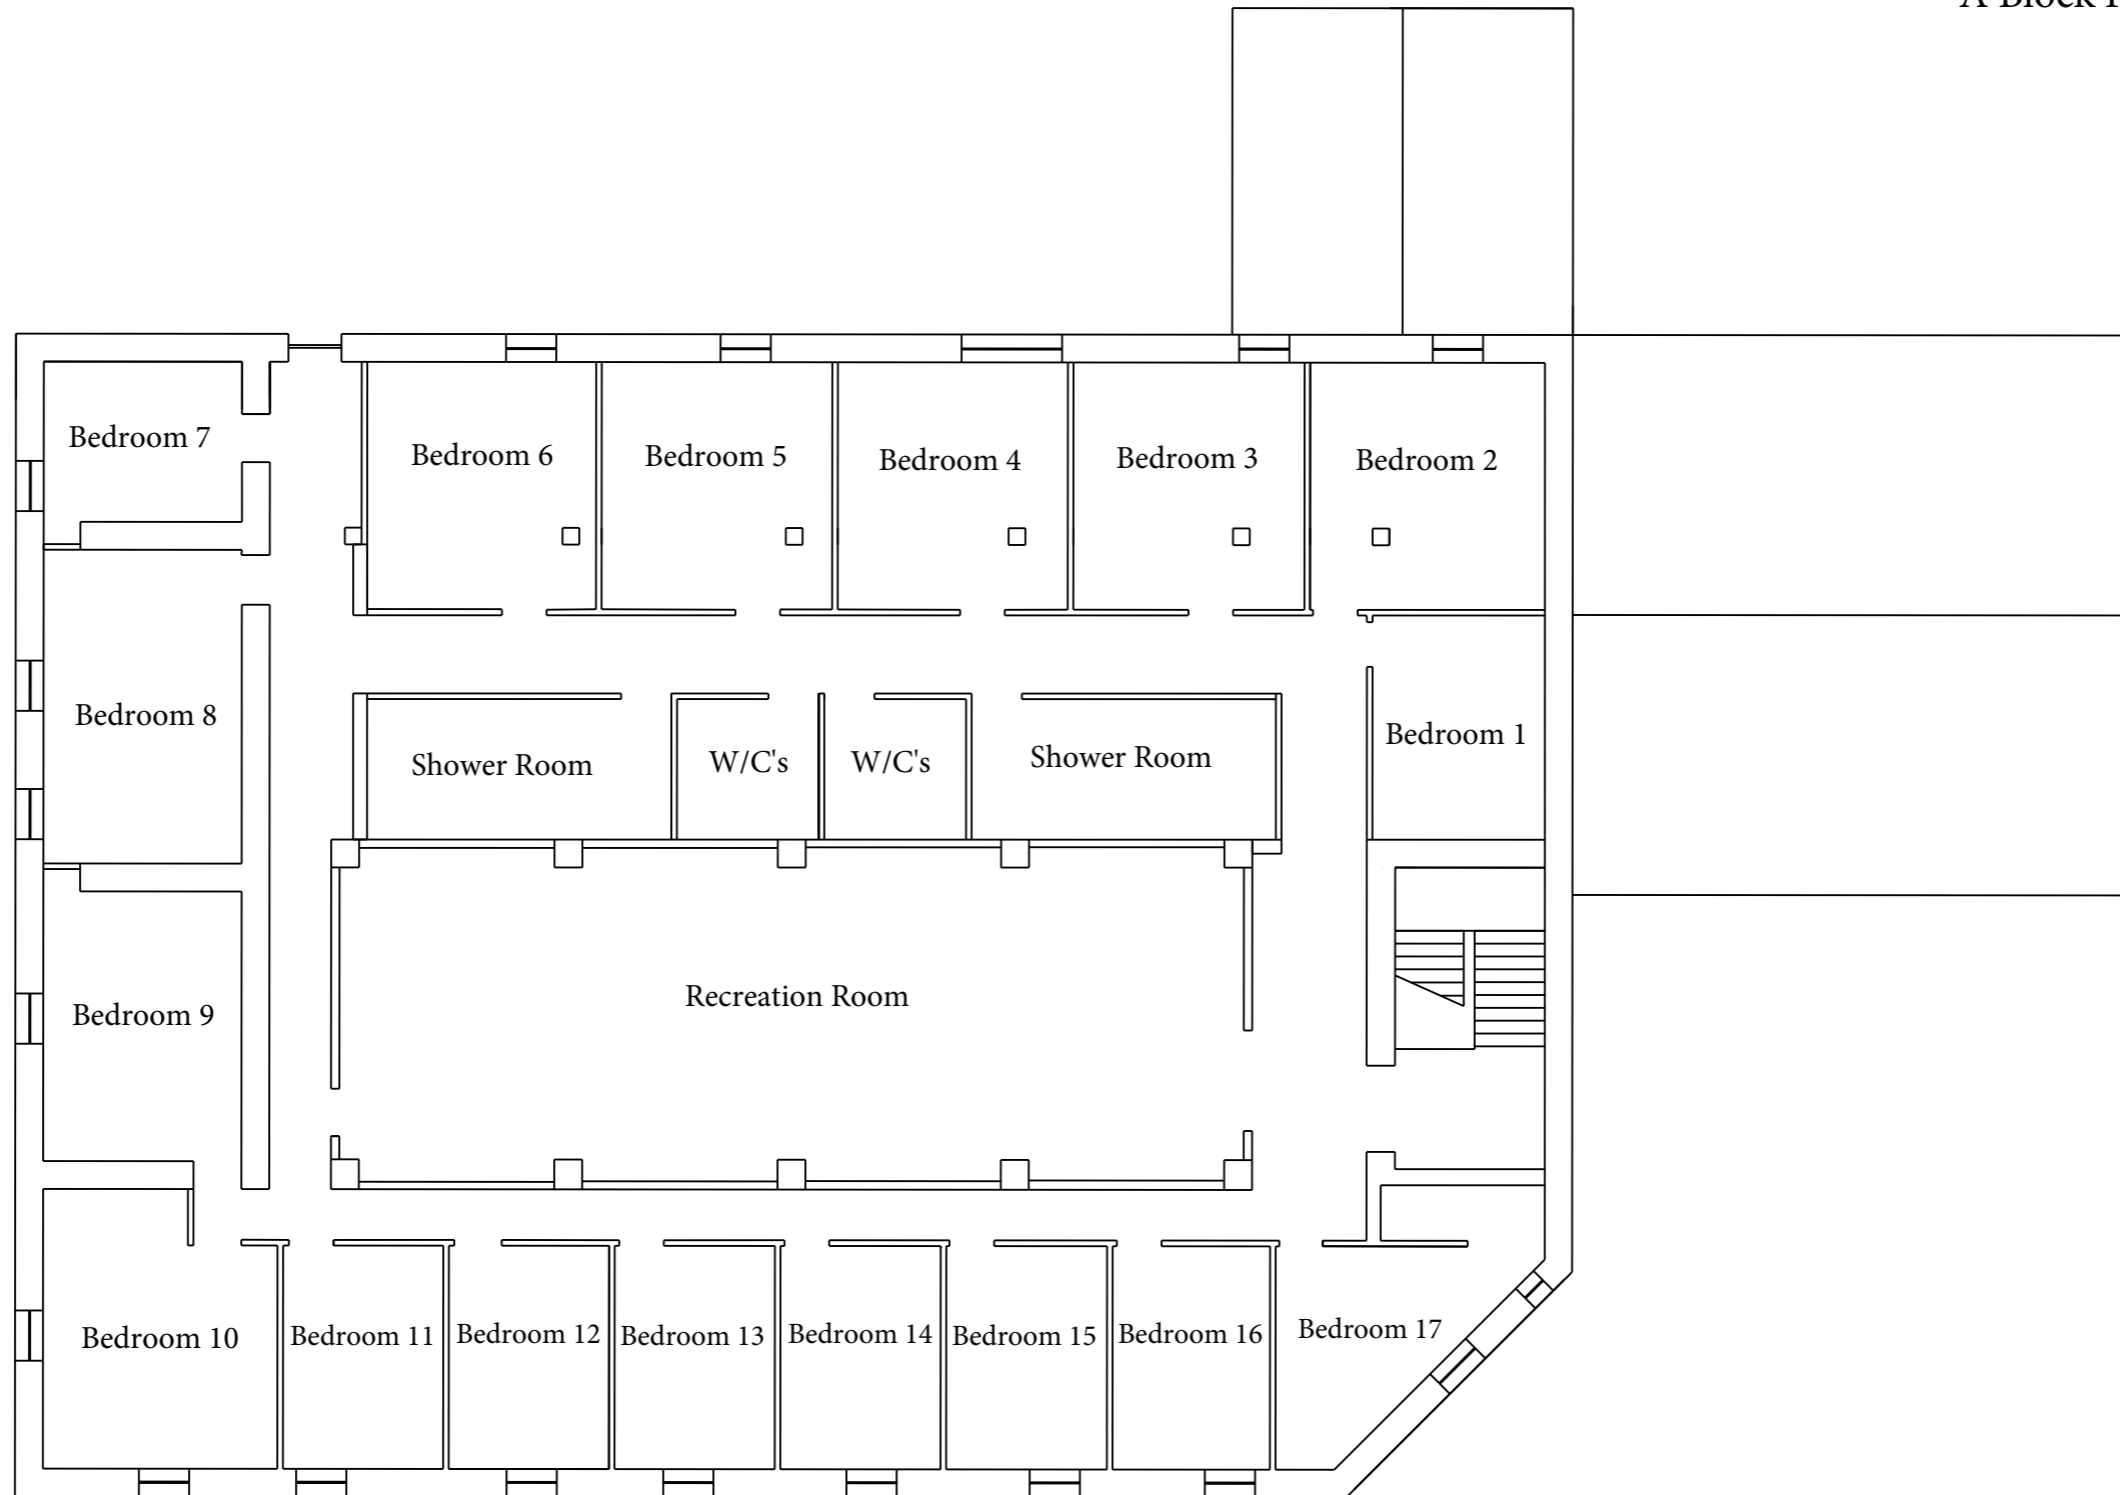 A Block
Bedroom 7
Bedroom 6
Bedroom 5
Bedroom 4
Bedroom 3
Bedroom 2
Bedroom 8
Shower Room
W/C's
W/C's
Shower Room
Bedroom 1
Bedroom 9
Recreation Room
Bedroom 10
Bedroom 11
Bedroom 12
Bedroom 13
Bedroom 14
Bedroom 15
Bedroom 16
Bedroom 17